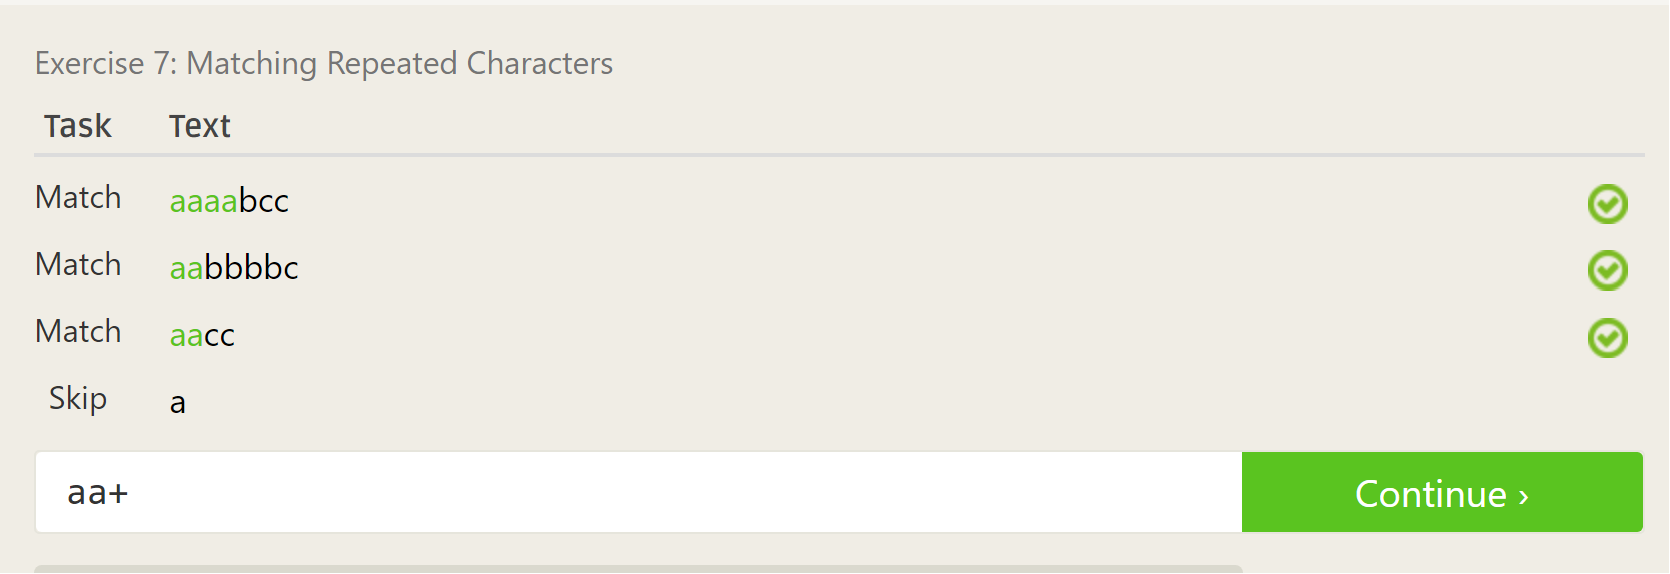 Exercise 7: Matching Repeated Characters
Task Text
Match aaaabcc
Match aabbbbc
Match aacc
Skip a
aa+ Continue ›